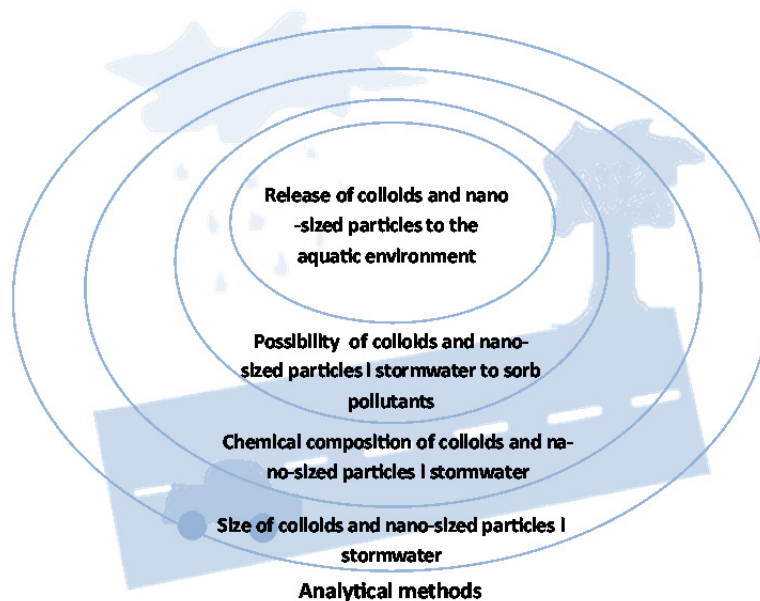 Release of colloids and nano
-sized particles to the
aquatic environment
Possibility of colloids and nano-
sized particles i stormwater to sorb
pollutants
Chemical composition of colloids and na-
no-sized particles i stormwater
Size of colloids and nano-sized particles i
stormwater
Analytical methods